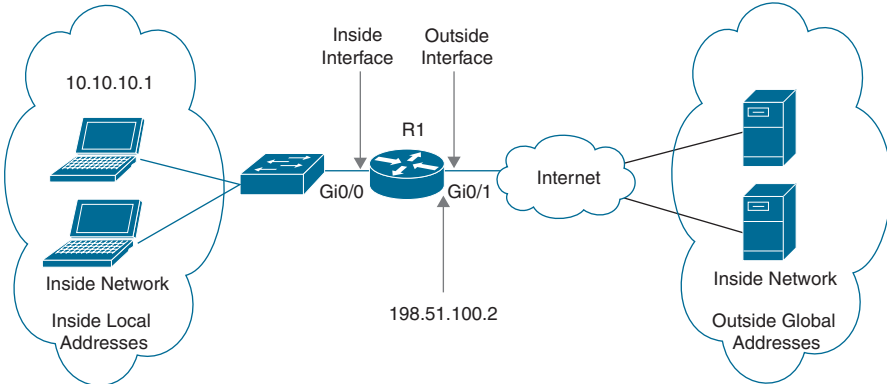 Inside
Interface
Outside
Interface
10.10.10.1
R1
Gi0/0
Gi0/1
Internet
Inside Network
Inside Local
Addresses
198.51.100.2
Inside Network
Outside Global
Addresses